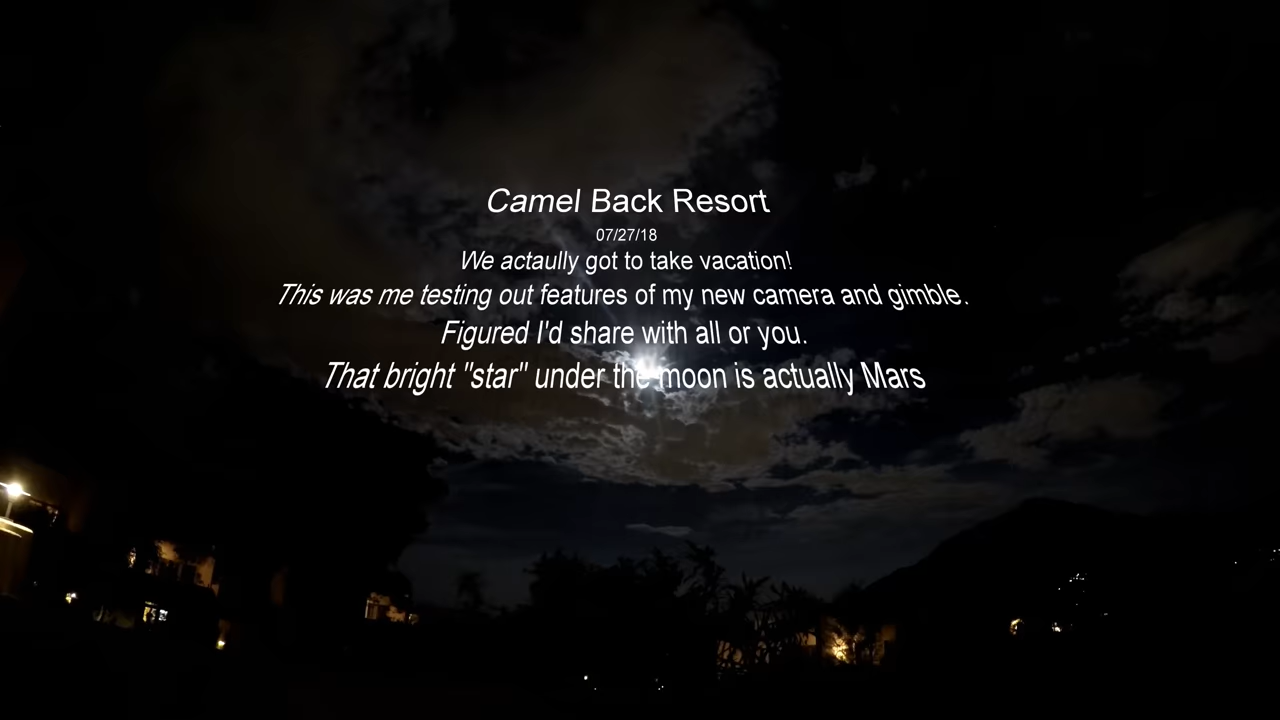 Camel Back Resort
07/27/18
We actaully got to take vacation!
This was me testing out features of my new camera and gimble.
Figured I'd share with all or you.
That bright "star" under the moon is actually Mars